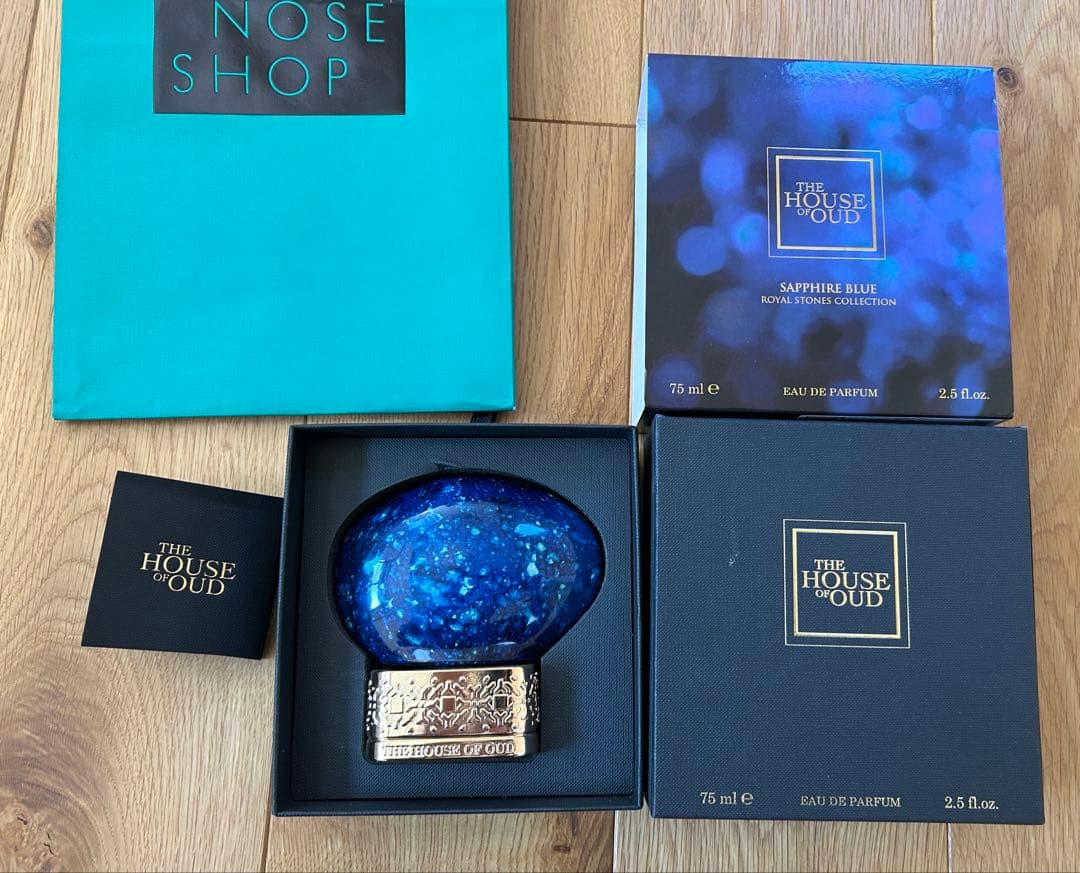 NOSE
SHOP
THE
HOUSE
OF OUD
SAPPHIRE BLUE
ROYAL STONES COLLECTION
75 ml ℮
EAU DE PARFUM
2.5 fl.oz.
THE
HOUSE
OF OUD
THE HOUSE OF OUD
THE
HOUSE
OF OUD
75 ml ℮
EAU DE PARFUM
2.5 fl.oz.